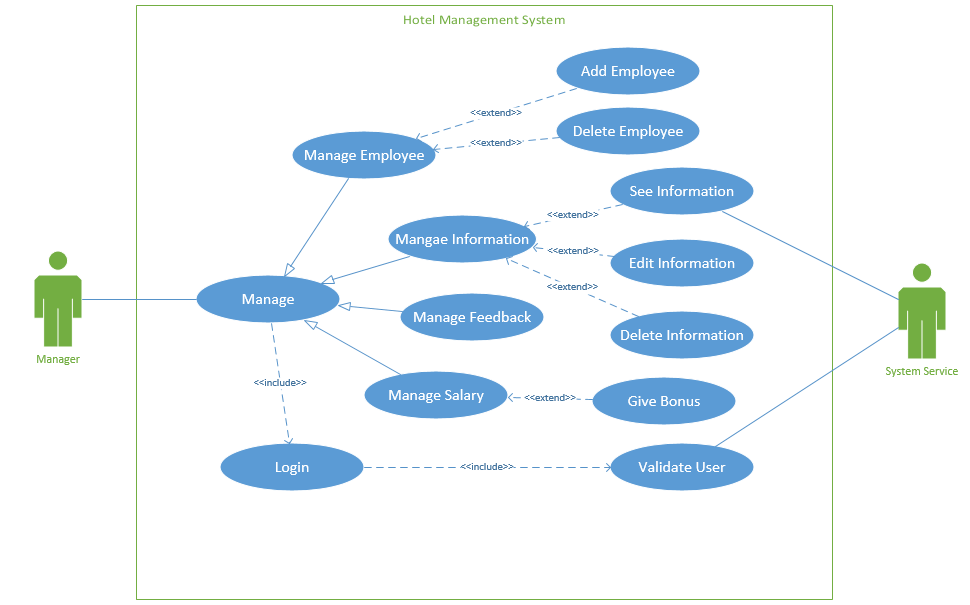 Hotel Management System
Add Employee
<<extend>>
Delete Employee
<<extend>>
Manage Employee
See Information
<<extend>>
Mangae Information
<<extend>>
Edit Information
<<extend>>
Manage
Manage Feedback
Delete Information
Manager
System Service
<<include>>
Manage Salary
<<extend>>
Give Bonus
Login
<<include>>
Validate User